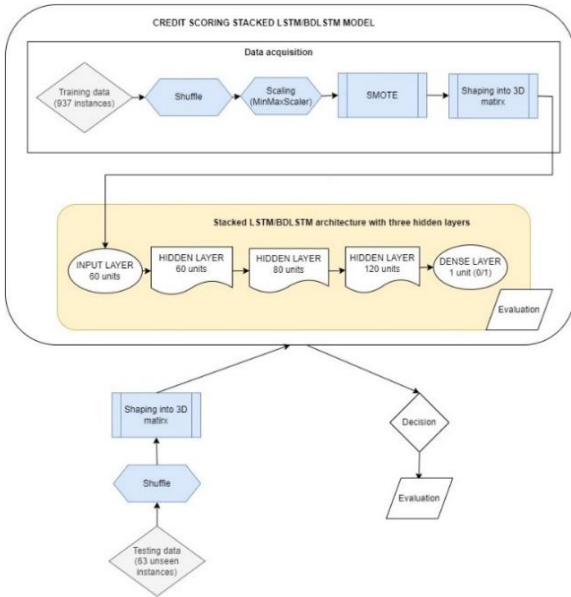 CREDIT SCORING STACKED LSTM/BDLSTM MODEL
Data acquisition
Training data
(937 instances)
Shuffle
Scaling
(MinMaxScaler)
SMOTE
Shaping into 3D
matirx
Stacked LSTM/BDLSTM architecture with three hidden layers
INPUT LAYER
60 units
HIDDEN LAYER
60 units
HIDDEN LAYER
80 units
HIDDEN LAYER
120 units
DENSE LAYER
1 unit (0/1)
Evaluation
Shaping into 3D
matirx
Decision
Shuffle
Evaluation
Testing data
(63 unseen
instances)